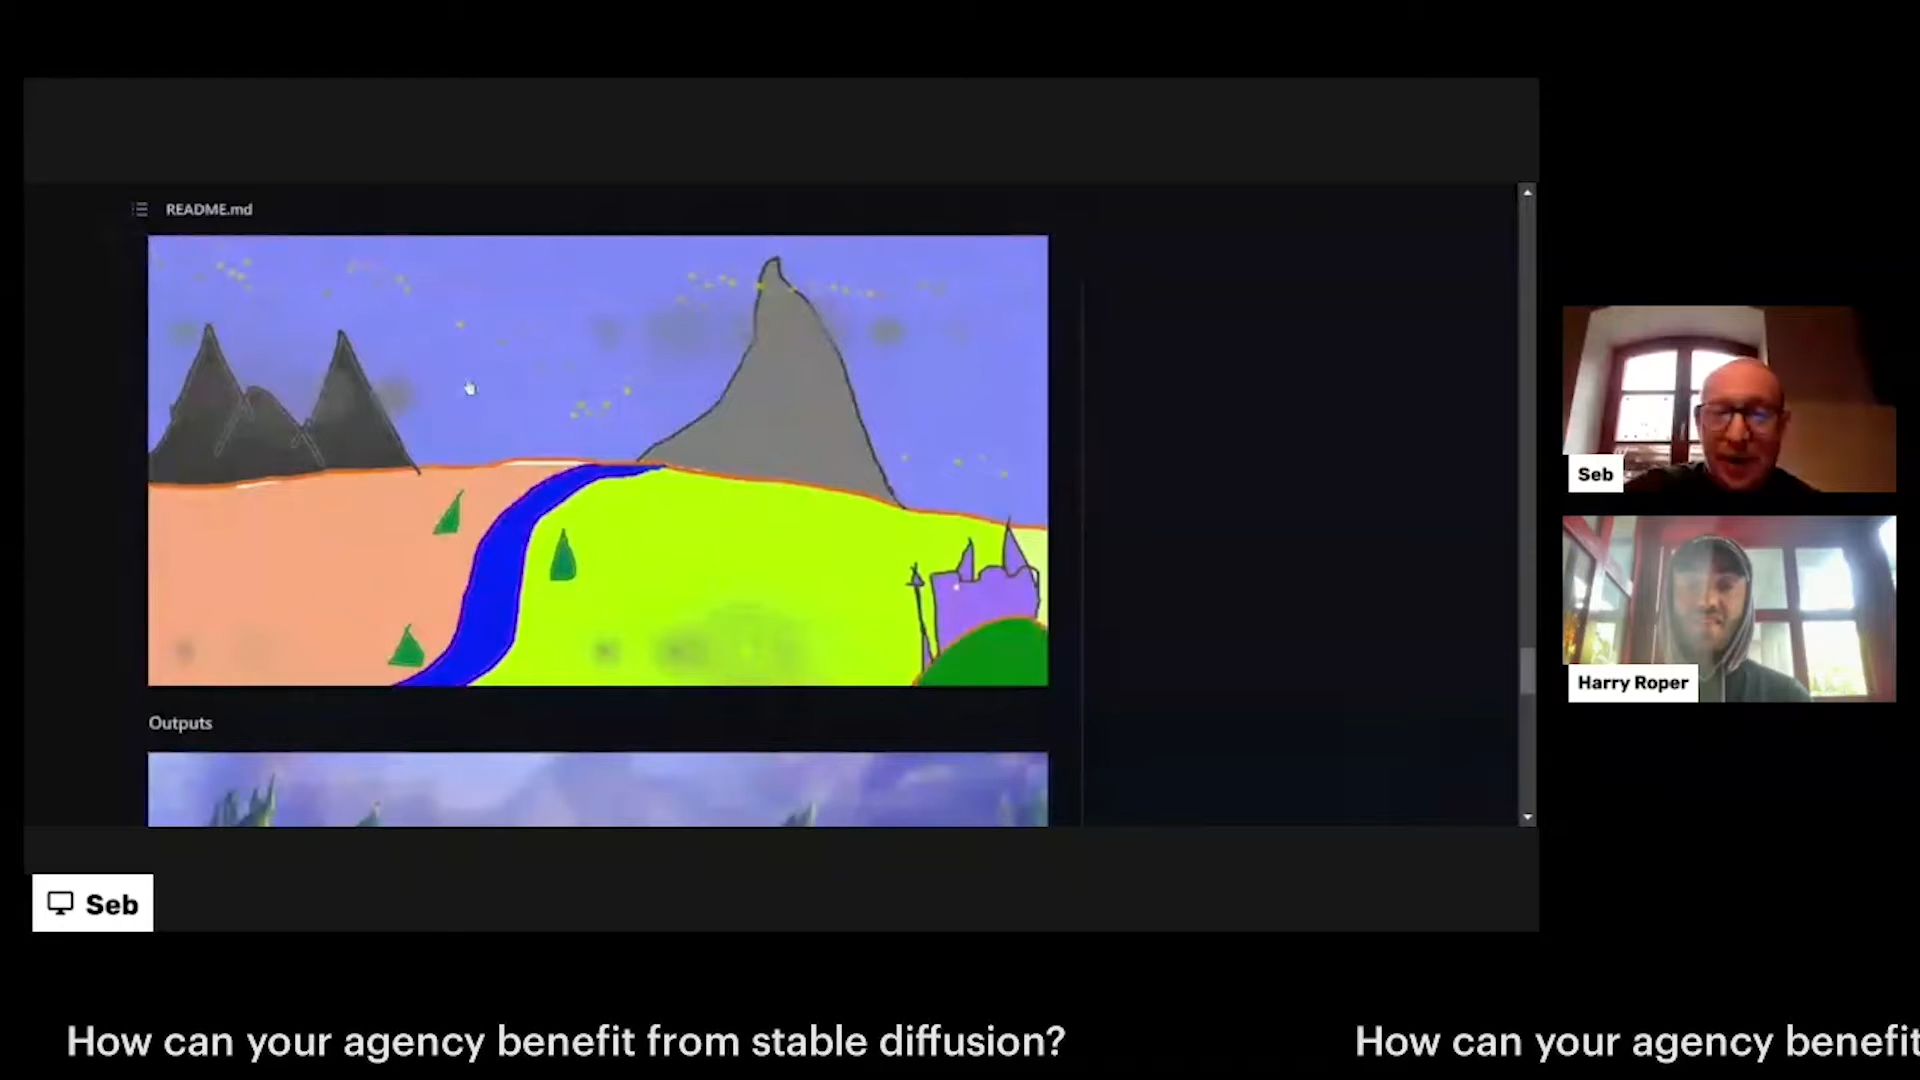 README.md
Outputs
Seb
Harry Roper
Seb
How can your agency benefit from stable diffusion?
How can your agency benefit